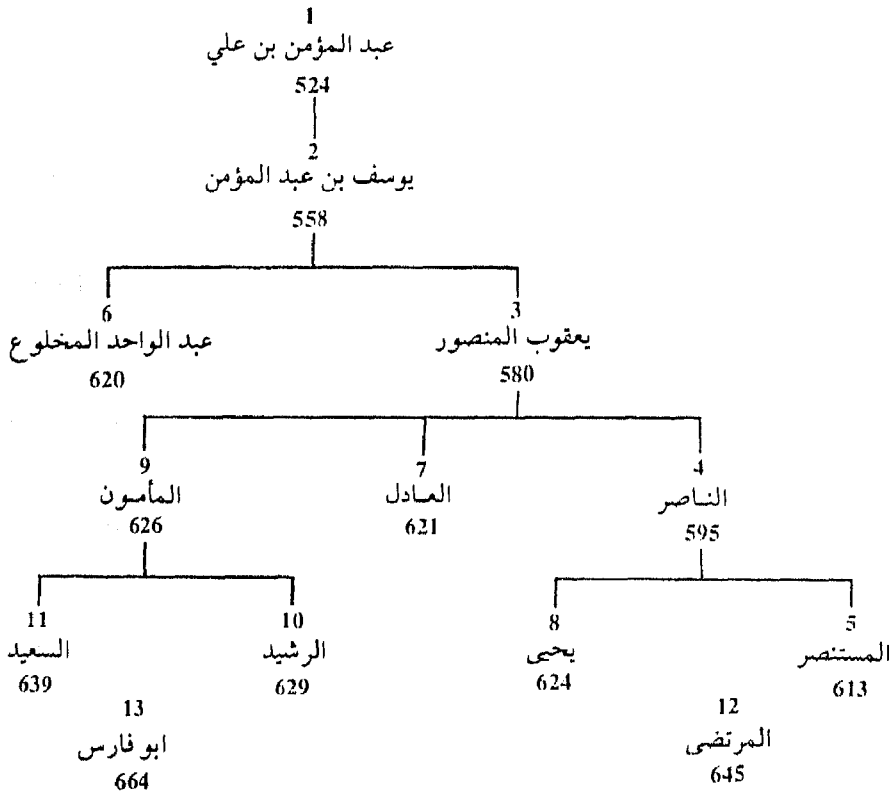 1
عبد المؤمن بن علي
524
2
يوسف بن عبد المؤمن
558
3
يعقوب المنصور
580
6
عبد الواحد المخلوع
620
4
الناصر
595
7
العادل
621
9
المأمون
626
5
المستنصر
613
8
يحيى
624
10
الرشيد
629
11
السعيد
639
12
المرتضى
645
13
ابو فارس
664